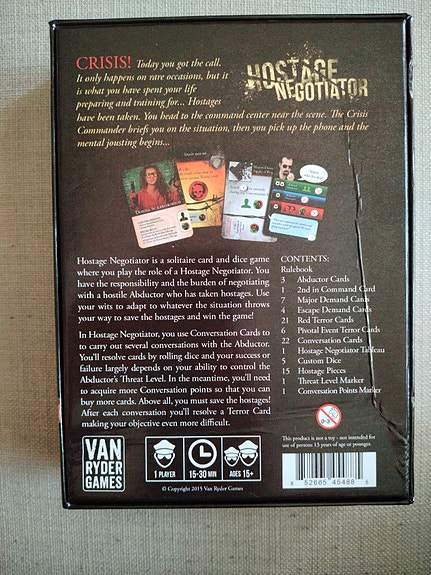 CRISIS! Today you got the call.
It only happens on rare occasions, but it
is what you have spent your life
preparing and training for... Hostages
have been taken. You head to the command center near the scene. The Crisis
Commander briefs you on the situation, then you pick up the phone and the
mental jousting begins...
HOSTAGE
NEGOTIATOR
Hostage Negotiator is a solitaire card and dice game
where you play the role of a Hostage Negotiator. You
have the responsibility and the burden of negotiating
with a hostile Abductor who has taken hostages. Use
your wits to adapt to whatever the situation throws
your way to save the hostages and win the game!
In Hostage Negotiator, you use Conversation Cards to
to carry out several conversations with the Abductor.
You'll resolve cards by rolling dice and your success or
failure largely depends on your ability to control the
Abductor's Threat Level. In the meantime, you'll need
to acquire more Conversation points so that you can
buy more cards. Above all, you must save the hostages!
After each conversation you'll resolve a Terror Card
making your objective even more difficult.
CONTENTS:
Rulebook
3 Abductor Cards
1 2nd in Command Card
7 Major Demand Cards
4 Escape Demand Cards
21 Red Terror Cards
6 Pivotal Event Terror Cards
22 Conversation Cards
1 Hostage Negotiator Tableau
5 Custom Dice
15 Hostage Pieces
1 Threat Level Marker
1 Conversation Points Marker
0-3
This product is not a toy - not intended for
use of persons 13 years of age or younger.
VAN
RYDER
GAMES
1 PLAYER
15-30 MIN
AGES 15+
© Copyright 2015 Van Ryder Games
8 52665 45488 8